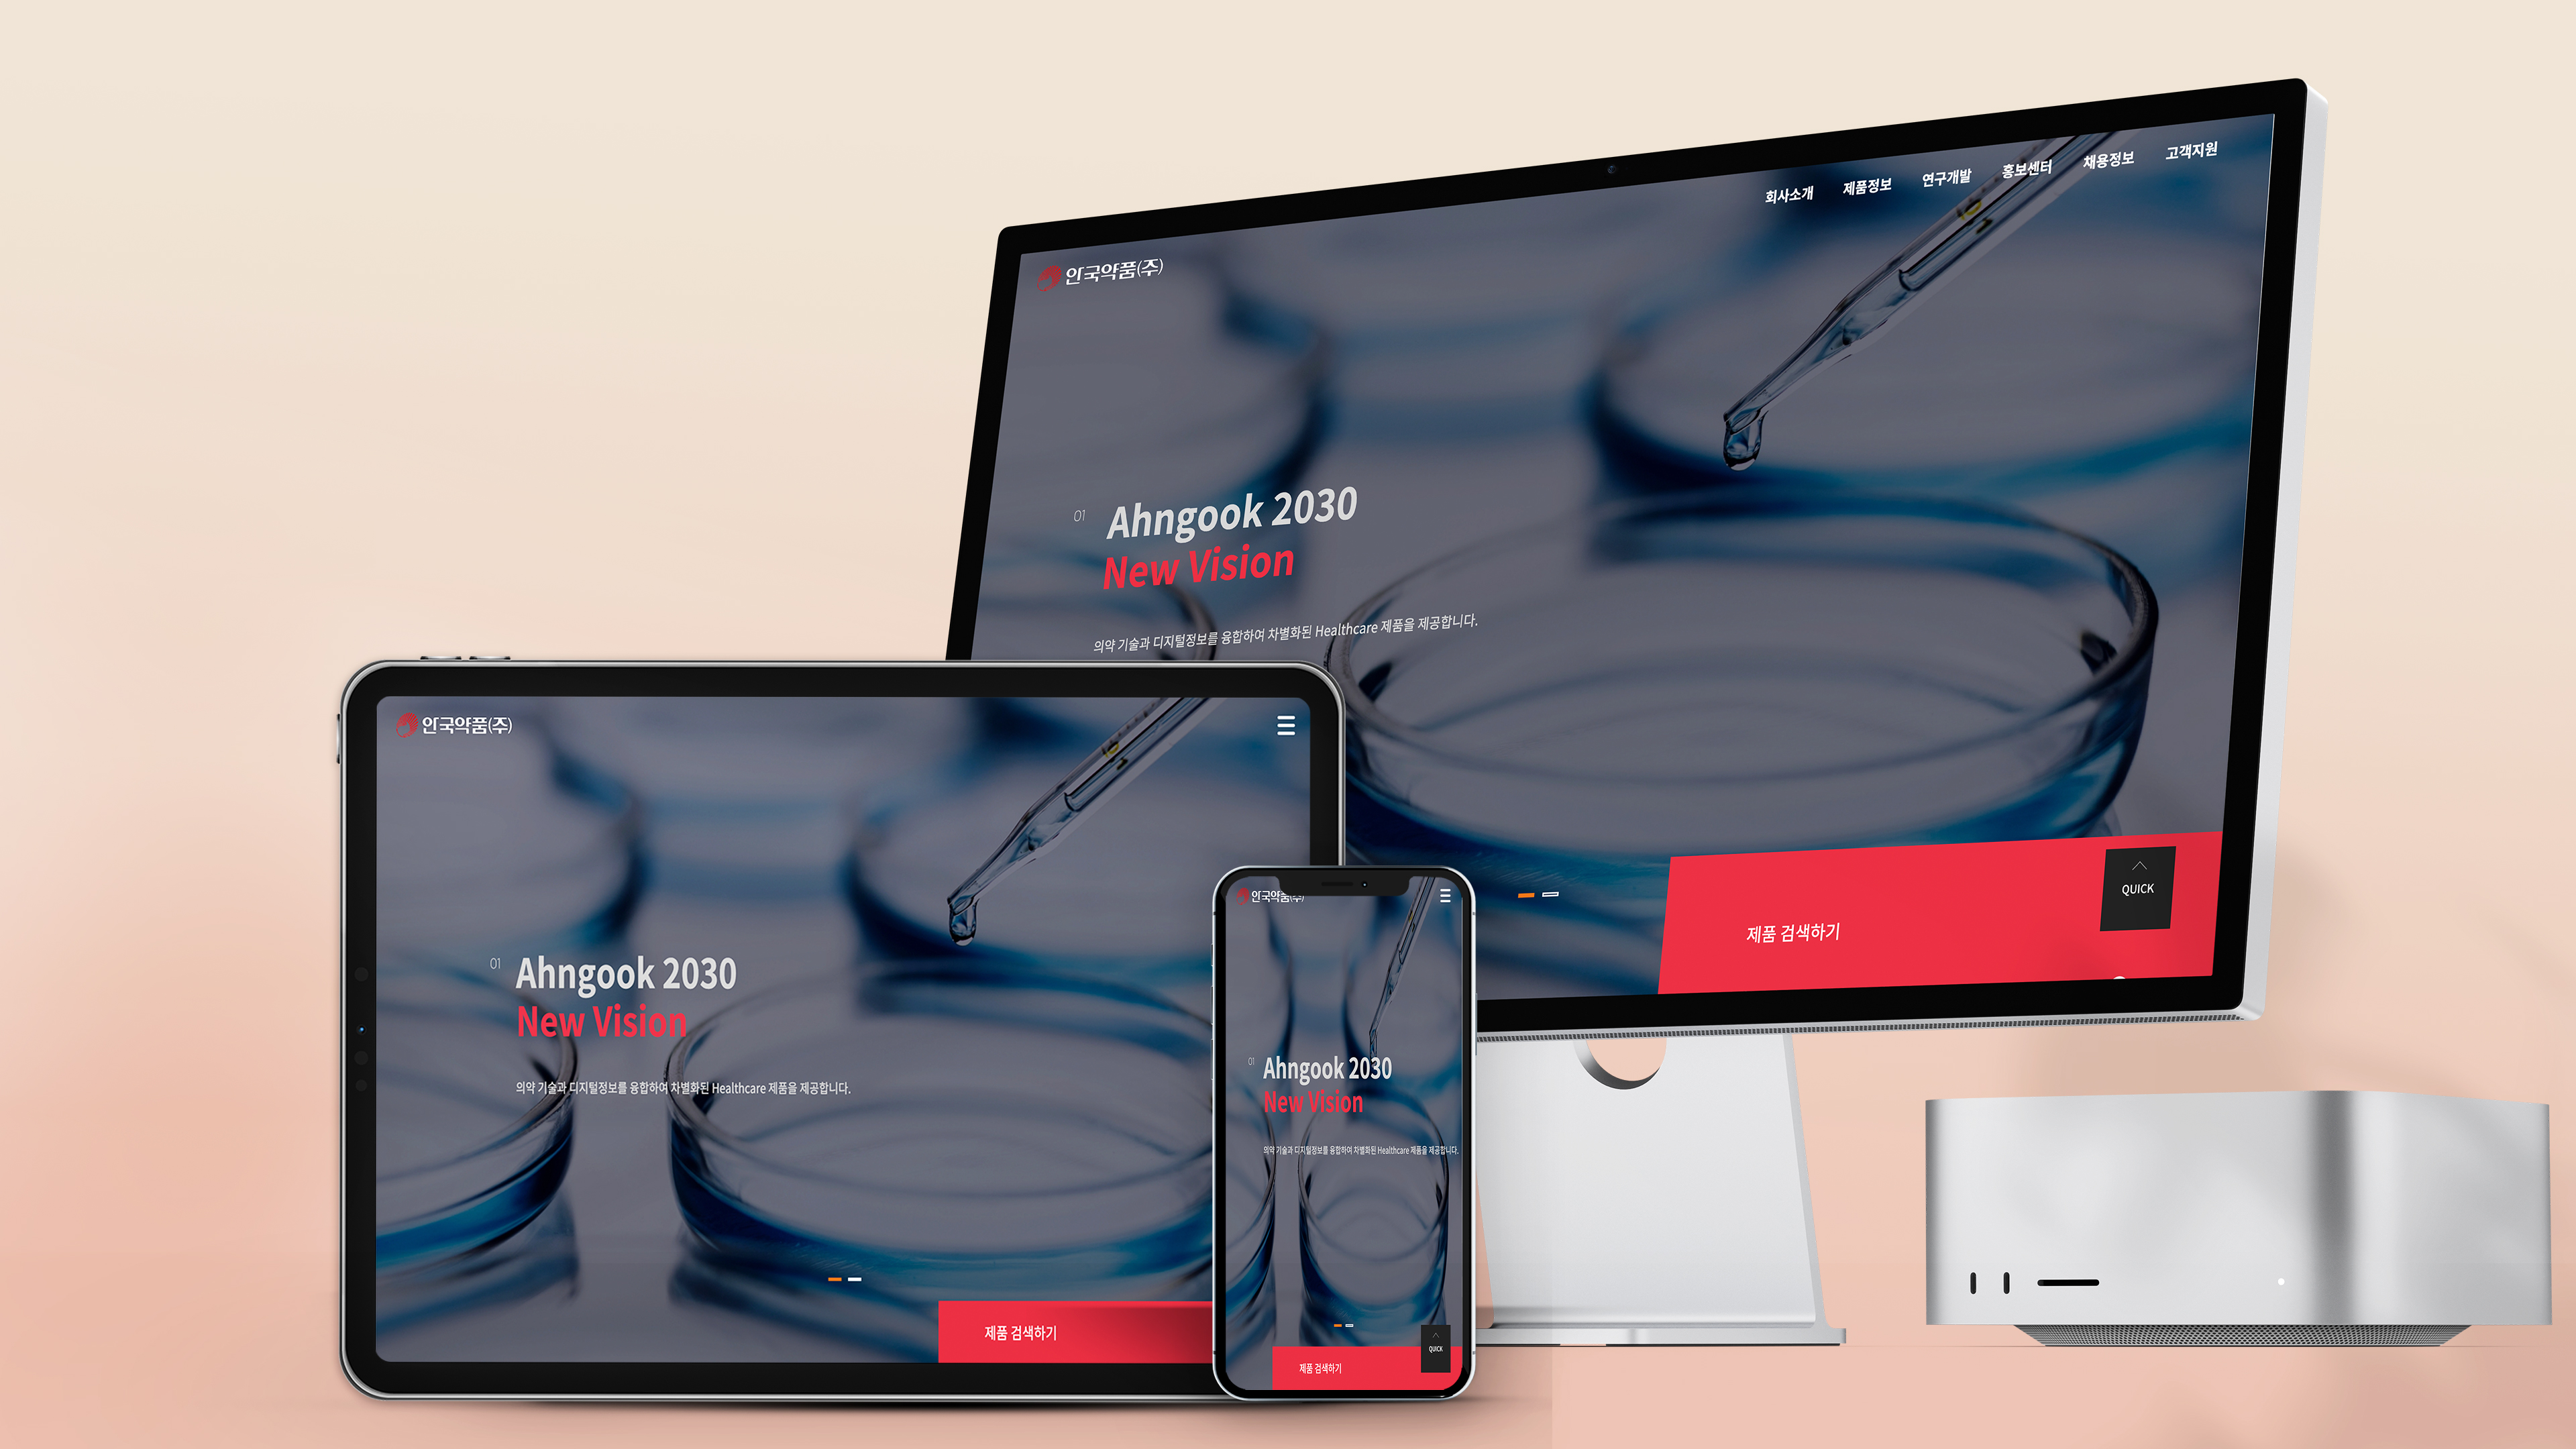 안국약품(주)
회사소개 제품정보 연구개발 홍보센터 채용정보 고객지원
01
Ahngook 2030
New Vision
의약 기술과 디지털정보를 융합하여 차별화된 Healthcare 제품을 제공합니다.
제품 검색하기
QUICK
안국약품(주)
01
Ahngook 2030
New Vision
의약 기술과 디지털정보를 융합하여 차별화된 Healthcare 제품을 제공합니다.
제품 검색하기
안국약품(주)
01
Ahngook 2030
New Vision
의약 기술과 디지털정보를 융합하여 차별화된 Healthcare 제품을 제공합니다.
제품 검색하기
QUICK